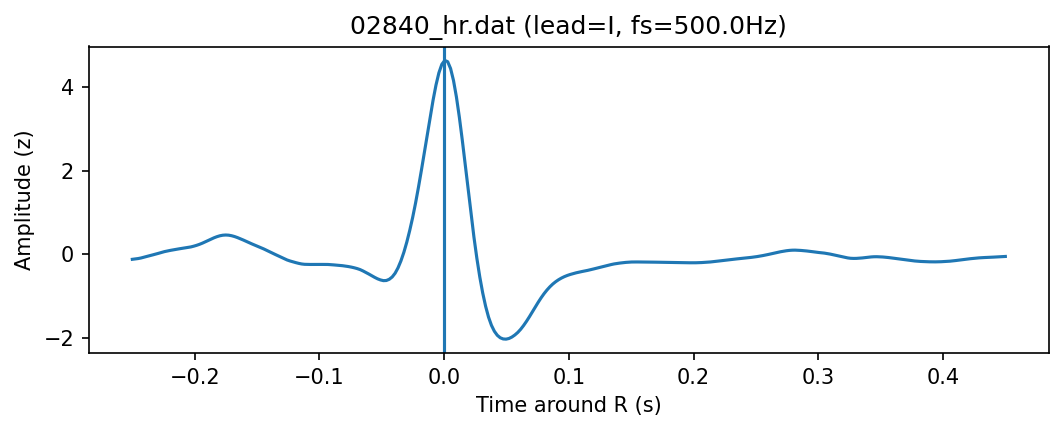 02840_hr.dat (lead=I, fs=500.0Hz)
Amplitude (z)
4
2
0
−2
−0.2 −0.1 0.0 0.1 0.2 0.3 0.4
Time around R (s)